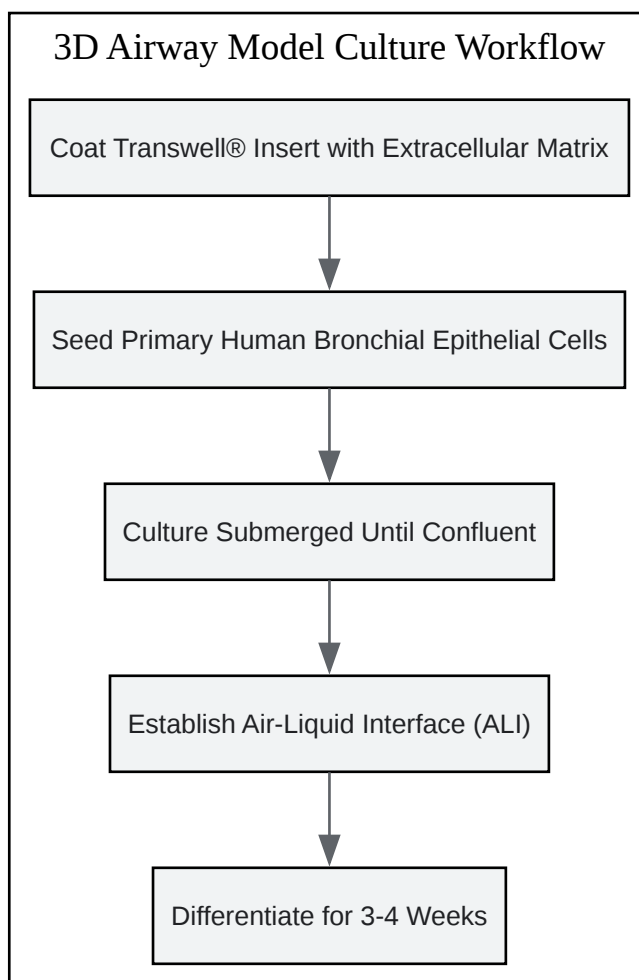 3D Airway Model Culture Workflow
Coat Transwell® Insert with Extracellular Matrix
Seed Primary Human Bronchial Epithelial Cells
Culture Submerged Until Confluent
Establish Air-Liquid Interface (ALI)
Differentiate for 3-4 Weeks